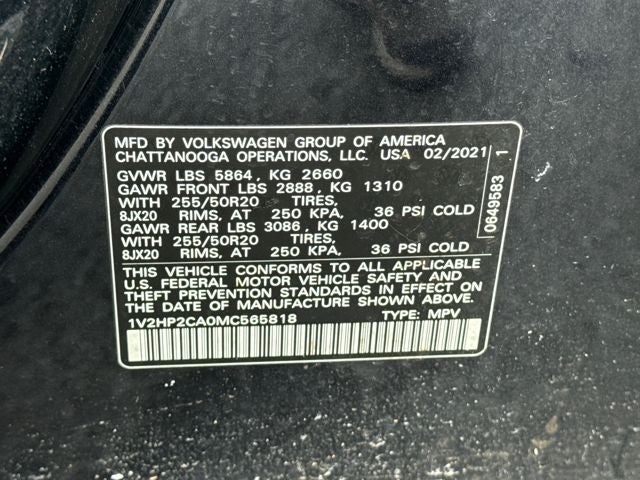 MFD BY VOLKSWAGEN GROUP OF AMERICA
CHATTANOOGA OPERATIONS, LLC. USA 02/2021
GVWR LBS 5864, KG 2660
GAWR FRONT LBS 2888, KG 1310
WITH 255/50R20 TIRES,
8JX20 RIMS, AT 250 KPA, 36 PSI COLD
GAWR REAR LBS 3086, KG 1400
WITH 255/50R20 TIRES,
8JX20 RIMS, AT 250 KPA, 36 PSI COLD
THIS VEHICLE CONFORMS TO ALL APPLICABLE
U.S. FEDERAL MOTOR VEHICLE SAFETY AND
THEFT PREVENTION STANDARDS IN EFFECT ON
THE DATE OF MANUFACTURE SHOWN ABOVE.
1V2HP2CA0MC565818 TYPE: MPV
0649583 1